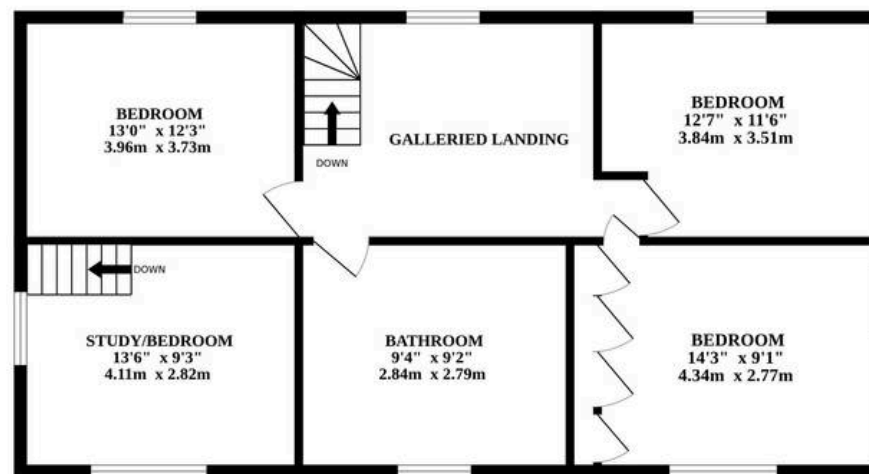 BEDROOM
13'0" x 12'3"
3.96m x 3.73m
DOWN
GALLERIED LANDING
BEDROOM
12'7" x 11'6"
3.84m x 3.51m
DOWN
STUDY/BEDROOM
13'6" x 9'3"
4.11m x 2.82m
BATHROOM
9'4" x 9'2"
2.84m x 2.79m
BEDROOM
14'3" x 9'1"
4.34m x 2.77m